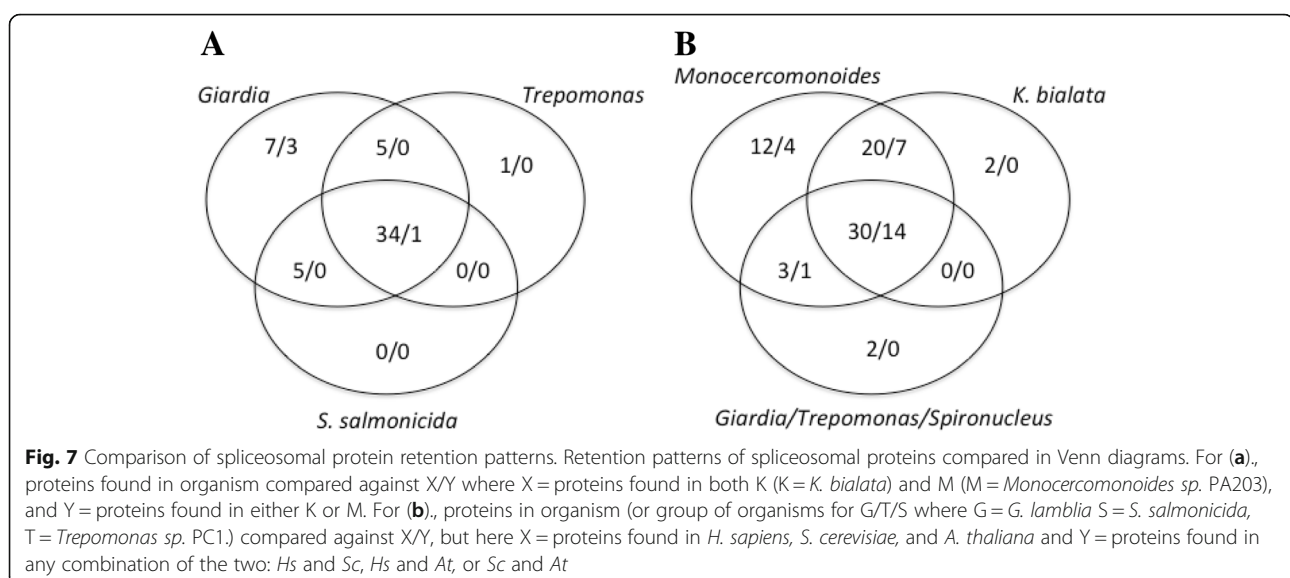 A
B
Giardia
Trepomonas
7/3
5/0
1/0
34/1
5/0
0/0
0/0
S. salmonicida
Monocercomonoides
K. bialata
12/4
20/7
2/0
30/14
3/1
0/0
2/0
Giardia/Trepomonas/Spironucleus
Fig. 7 Comparison of spliceosomal protein retention patterns. Retention patterns of spliceosomal proteins compared in Venn diagrams. For (a).,
proteins found in organism compared against X/Y where X = proteins found in both K (K = K. bialata) and M (M = Monocercomonoides sp. PA203),
and Y = proteins found in either K or M. For (b)., proteins in organism (or group of organisms for G/T/S where G = G. lamblia S = S. salmonicida,
T = Trepomonas sp. PC1.) compared against X/Y, but here X = proteins found in H. sapiens, S. cerevisiae, and A. thaliana and Y = proteins found in
any combination of the two: Hs and Sc, Hs and At, or Sc and At